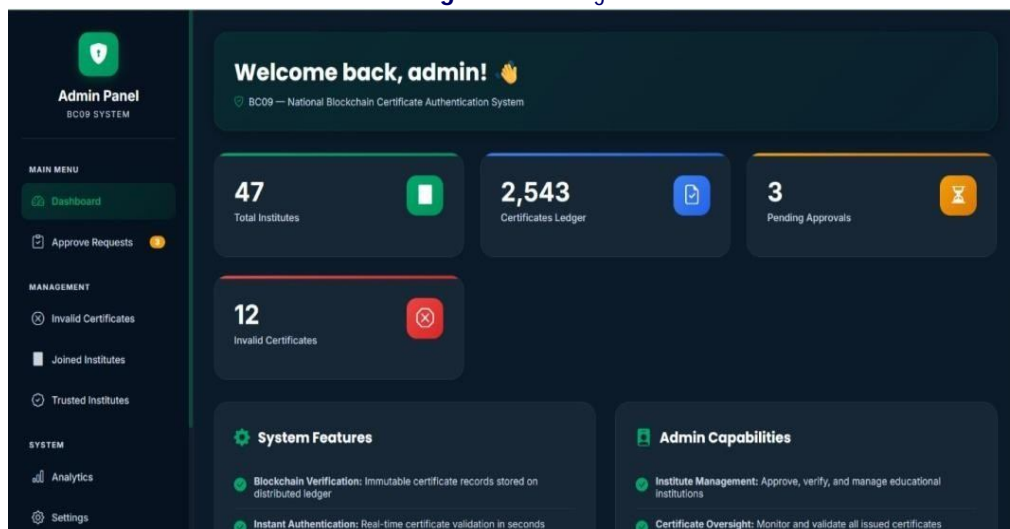 Admin Panel
BC09 SYSTEM
MAIN MENU
Dashboard
Approve Requests 3
MANAGEMENT
Invalid Certificates
Joined Institutes
Trusted Institutes
SYSTEM
Analytics
Settings
Welcome back, admin! 👋
BC09 — National Blockchain Certificate Authentication System
47
Total Institutes
2,543
Certificates Ledger
3
Pending Approvals
12
Invalid Certificates
System Features
Blockchain Verification: Immutable certificate records stored on
distributed ledger
Instant Authentication: Real-time certificate validation in seconds
Admin Capabilities
Institute Management: Approve, verify, and manage educational
institutions
Certificate Oversight: Monitor and validate all issued certificates